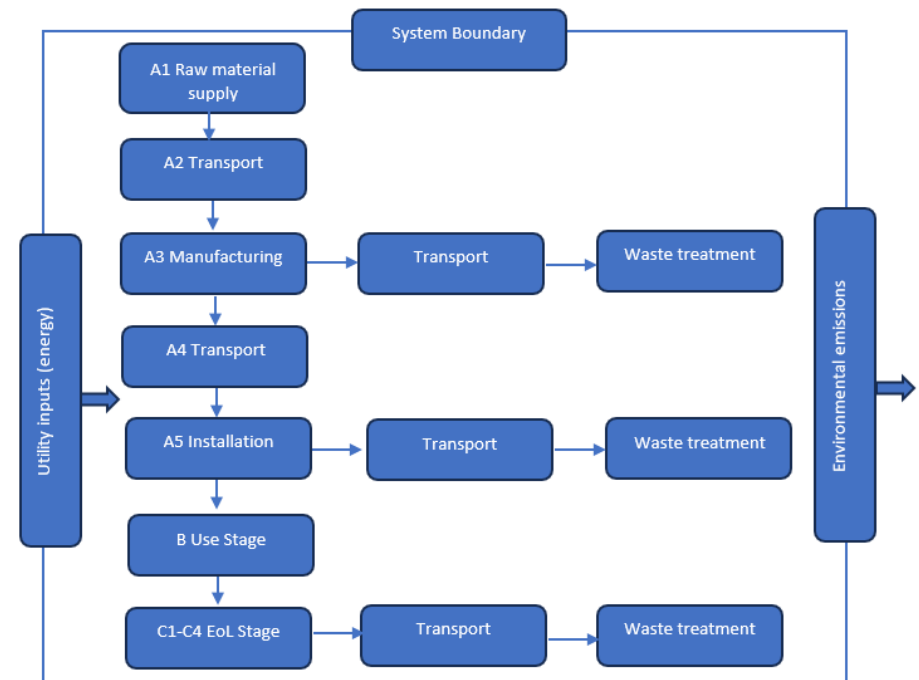 System Boundary
A1 Raw material
supply
A2 Transport
A3 Manufacturing
Transport
Waste treatment
A4 Transport
A5 Installation
Transport
Waste treatment
B Use Stage
C1-C4 EoL Stage
Transport
Waste treatment
Utility inputs (energy)
Environmental emissions